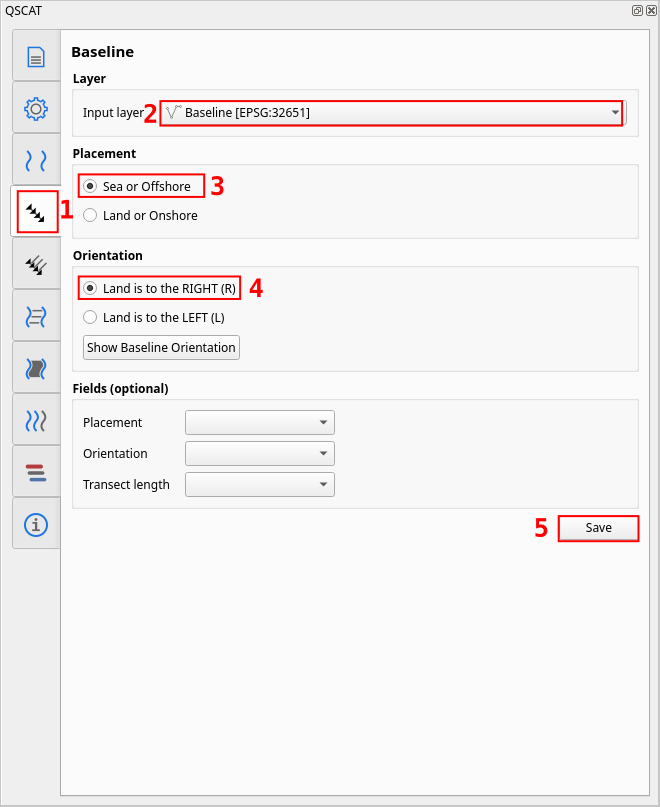 QSCAT
Baseline
Layer
Input layer 2 Baseline [EPSG:32651]
Placement
Sea or Offshore 3
1
Land or Onshore
Orientation
Land is to the RIGHT (R) 4
Land is to the LEFT (L)
Show Baseline Orientation
Fields (optional)
Placement
Orientation
Transect length
5 Save